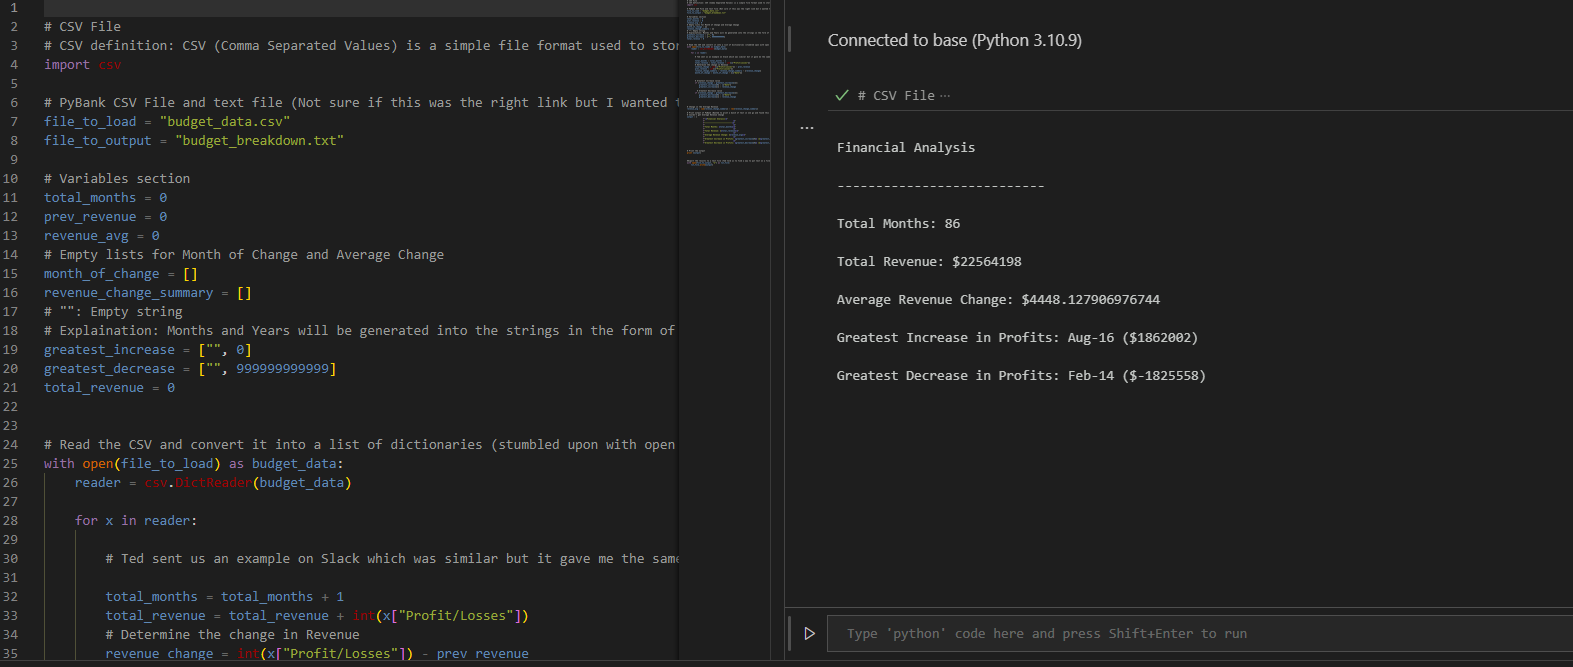 1
2 # CSV File
3 # CSV definition: CSV (Comma Separated Values) is a simple file format used to stor
4 import csv
5
6 # PyBank CSV File and text file (Not sure if this was the right link but I wanted t
7 file_to_load = "budget_data.csv"
8 file_to_output = "budget_breakdown.txt"
9
10 # Variables section
11 total_months = 0
12 prev_revenue = 0
13 revenue_avg = 0
14 # Empty lists for Month of Change and Average Change
15 month_of_change = []
16 revenue_change_summary = []
17 # "": Empty string
18 # Explaination: Months and Years will be generated into the strings in the form of
19 greatest_increase = ["", 0]
20 greatest_decrease = ["", 999999999999]
21 total_revenue = 0
22
23
24 # Read the CSV and convert it into a list of dictionaries (stumbled upon with open
25 with open(file_to_load) as budget_data:
26 reader = csv.DictReader(budget_data)
27
28 for x in reader:
29
30 # Ted sent us an example on Slack which was similar but it gave me the same
31
32 total_months = total_months + 1
33 total_revenue = total_revenue + int(x["Profit/Losses"])
34 # Determine the change in Revenue
35 revenue_change = int(x["Profit/Losses"]) - prev_revenue
Connected to base (Python 3.10.9)
# CSV File ...
...
Financial Analysis
---------------------------
Total Months: 86
Total Revenue: $22564198
Average Revenue Change: $4448.127906976744
Greatest Increase in Profits: Aug-16 ($1862002)
Greatest Decrease in Profits: Feb-14 ($-1825558)
Type 'python' code here and press Shift+Enter to run